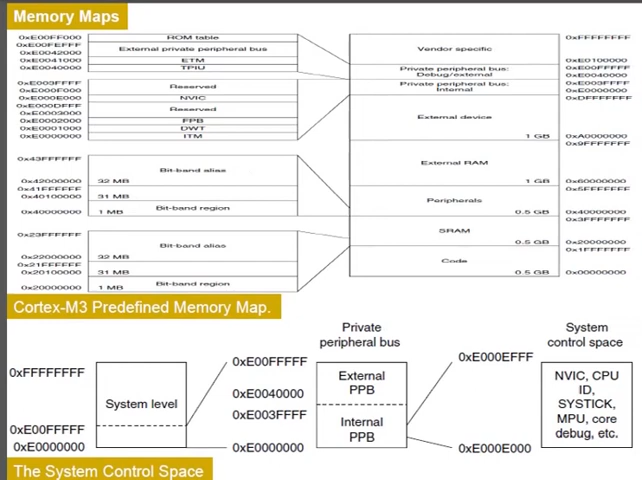 Memory Maps
0xE00FF000
0xE00FEFFF
0xE0042000
0xE0041000
0xE0040000
ROM table
External private peripheral bus
ETM
TPIU
0xE003FFFF
0xE000F000
0xE000E000
0xE000DFFF
0xE0003000
0xE0002000
0xE0001000
0xE0000000
Reserved
NVIC
Reserved
FPB
DWT
ITM
0x43FFFFFF
0x42000000
0x41FFFFFF
0x40100000
0x40000000
Bit-band alias
32 MB
31 MB
Bit-band region
1 MB
0x23FFFFFF
0x22000000
0x21FFFFFF
0x20100000
0x20000000
Bit-band alias
32 MB
31 MB
Bit-band region
1 MB
Vendor specific
Private peripheral bus:
Debug/external
Private peripheral bus:
Internal
External device
1 GB
External RAM
1 GB
Peripherals
0.5 GB
SRAM
0.5 GB
Code
0.5 GB
0xFFFFFFFF
0xE0100000
0xE00FFFFF
0xE0040000
0xE003FFFF
0xE0000000
0xDFFFFFFF
0xA0000000
0x9FFFFFFF
0x60000000
0x5FFFFFFF
0x40000000
0x3FFFFFFF
0x20000000
0x1FFFFFFF
0x00000000
Cortex-M3 Predefined Memory Map.
0xFFFFFFFF
0xE00FFFFF
0xE0000000
System level
Private
peripheral bus
0xE00FFFFF
0xE0040000
0xE003FFFF
0xE0000000
External
PPB
Internal
PPB
System
control space
0xE000EFFF
0xE000E000
NVIC, CPU
ID,
SYSTICK,
MPU, core
debug, etc.
The System Control Space